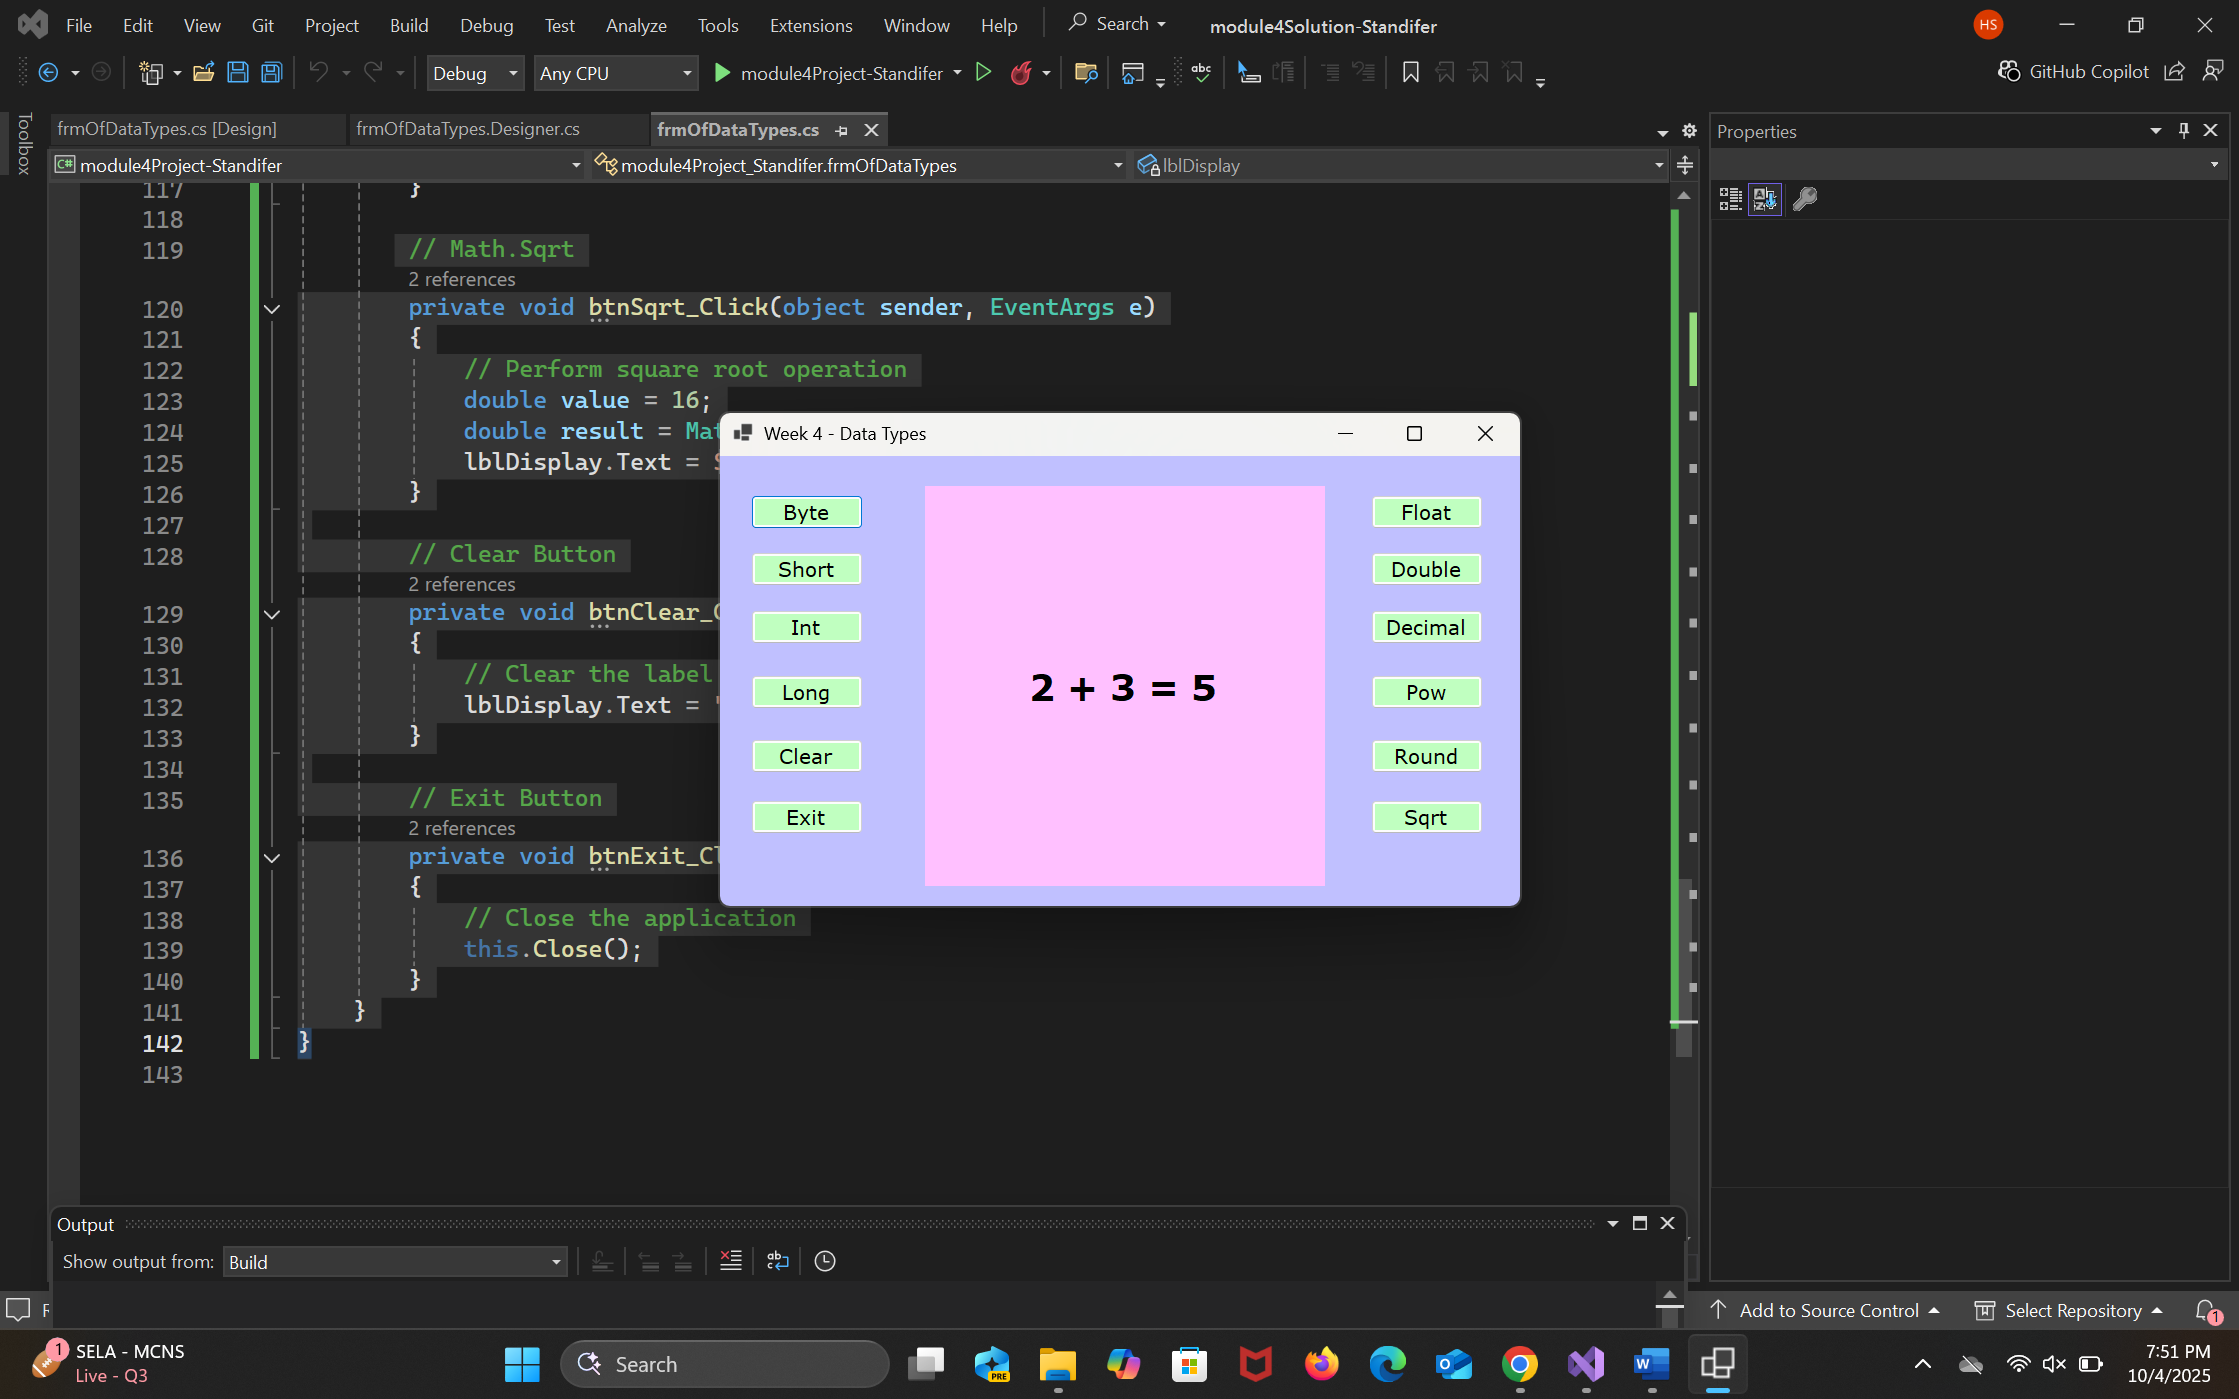 File Edit View Git Project Build Debug Test Analyze Tools Extensions Window Help Search module4Solution-Standifer HS
Debug Any CPU module4Project-Standifer GitHub Copilot
Toolbox
frmOfDataTypes.cs [Design] frmOfDataTypes.Designer.cs frmOfDataTypes.cs
Properties
C# module4Project-Standifer module4Project_Standifer.frmOfDataTypes lblDisplay
117 }
118
119 // Math.Sqrt
2 references
120 private void btnSqrt_Click(object sender, EventArgs e)
121 {
122 // Perform square root operation
123 double value = 16;
124 double result = Mat
125 lblDisplay.Text =
126 }
127
128 // Clear Button
2 references
129 private void btnClear_
130 {
131 // Clear the label
132 lblDisplay.Text =
133 }
134
135 // Exit Button
2 references
136 private void btnExit_Cl
137 {
138 // Close the application
139 this.Close();
140 }
141 }
142 }
143
Week 4 - Data Types
Byte
Short
Int
Long
Clear
Exit
2 + 3 = 5
Float
Double
Decimal
Pow
Round
Sqrt
Output
Show output from: Build
Add to Source Control Select Repository 1
1 SELA - MCNS
Live - Q3
Search
PRE
7:51 PM
10/4/2025